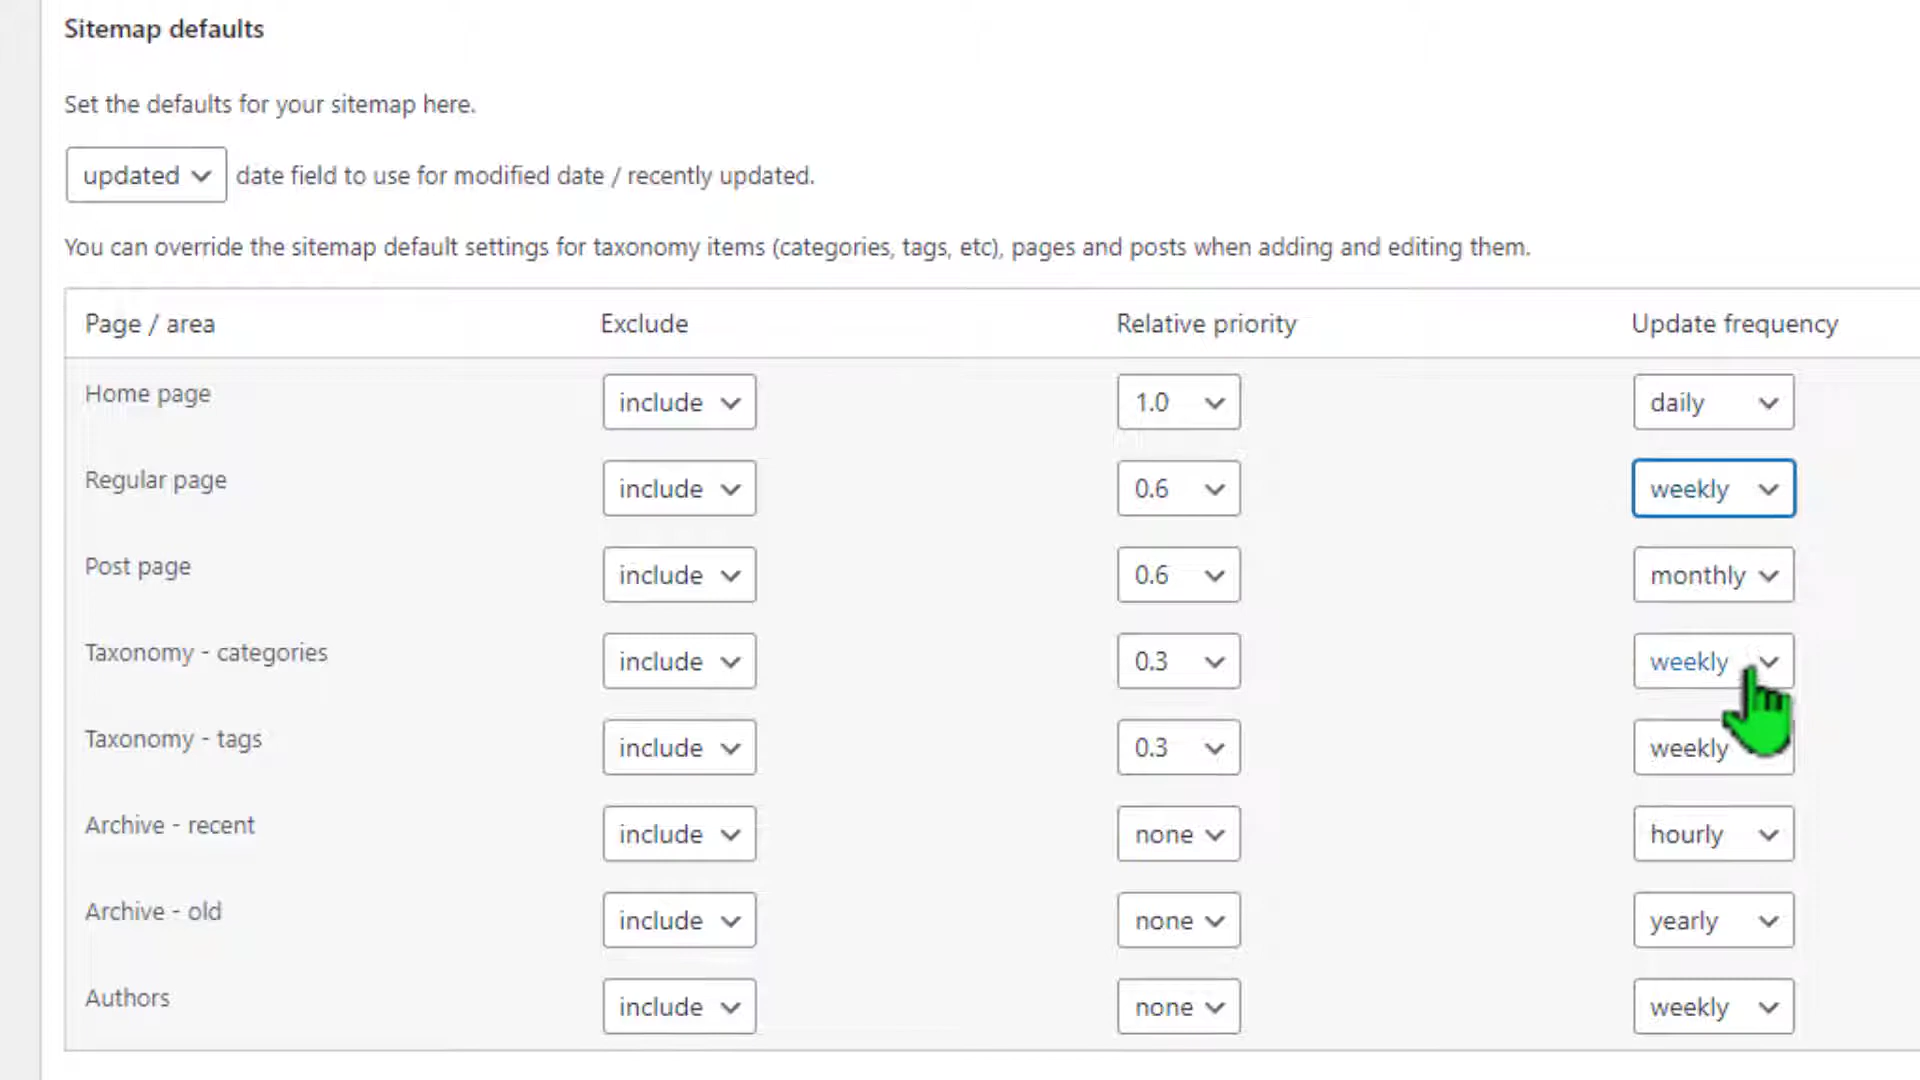 Sitemap defaults
Set the defaults for your sitemap here.
updated date field to use for modified date / recently updated.
You can override the sitemap default settings for taxonomy items (categories, tags, etc), pages and posts when adding and editing them.
Page / area Exclude Relative priority Update frequency
Home page include 1.0 daily
Regular page include 0.6 weekly
Post page include 0.6 monthly
Taxonomy - categories include 0.3 weekly
Taxonomy - tags include 0.3 weekly
Archive - recent include none hourly
Archive - old include none yearly
Authors include none weekly